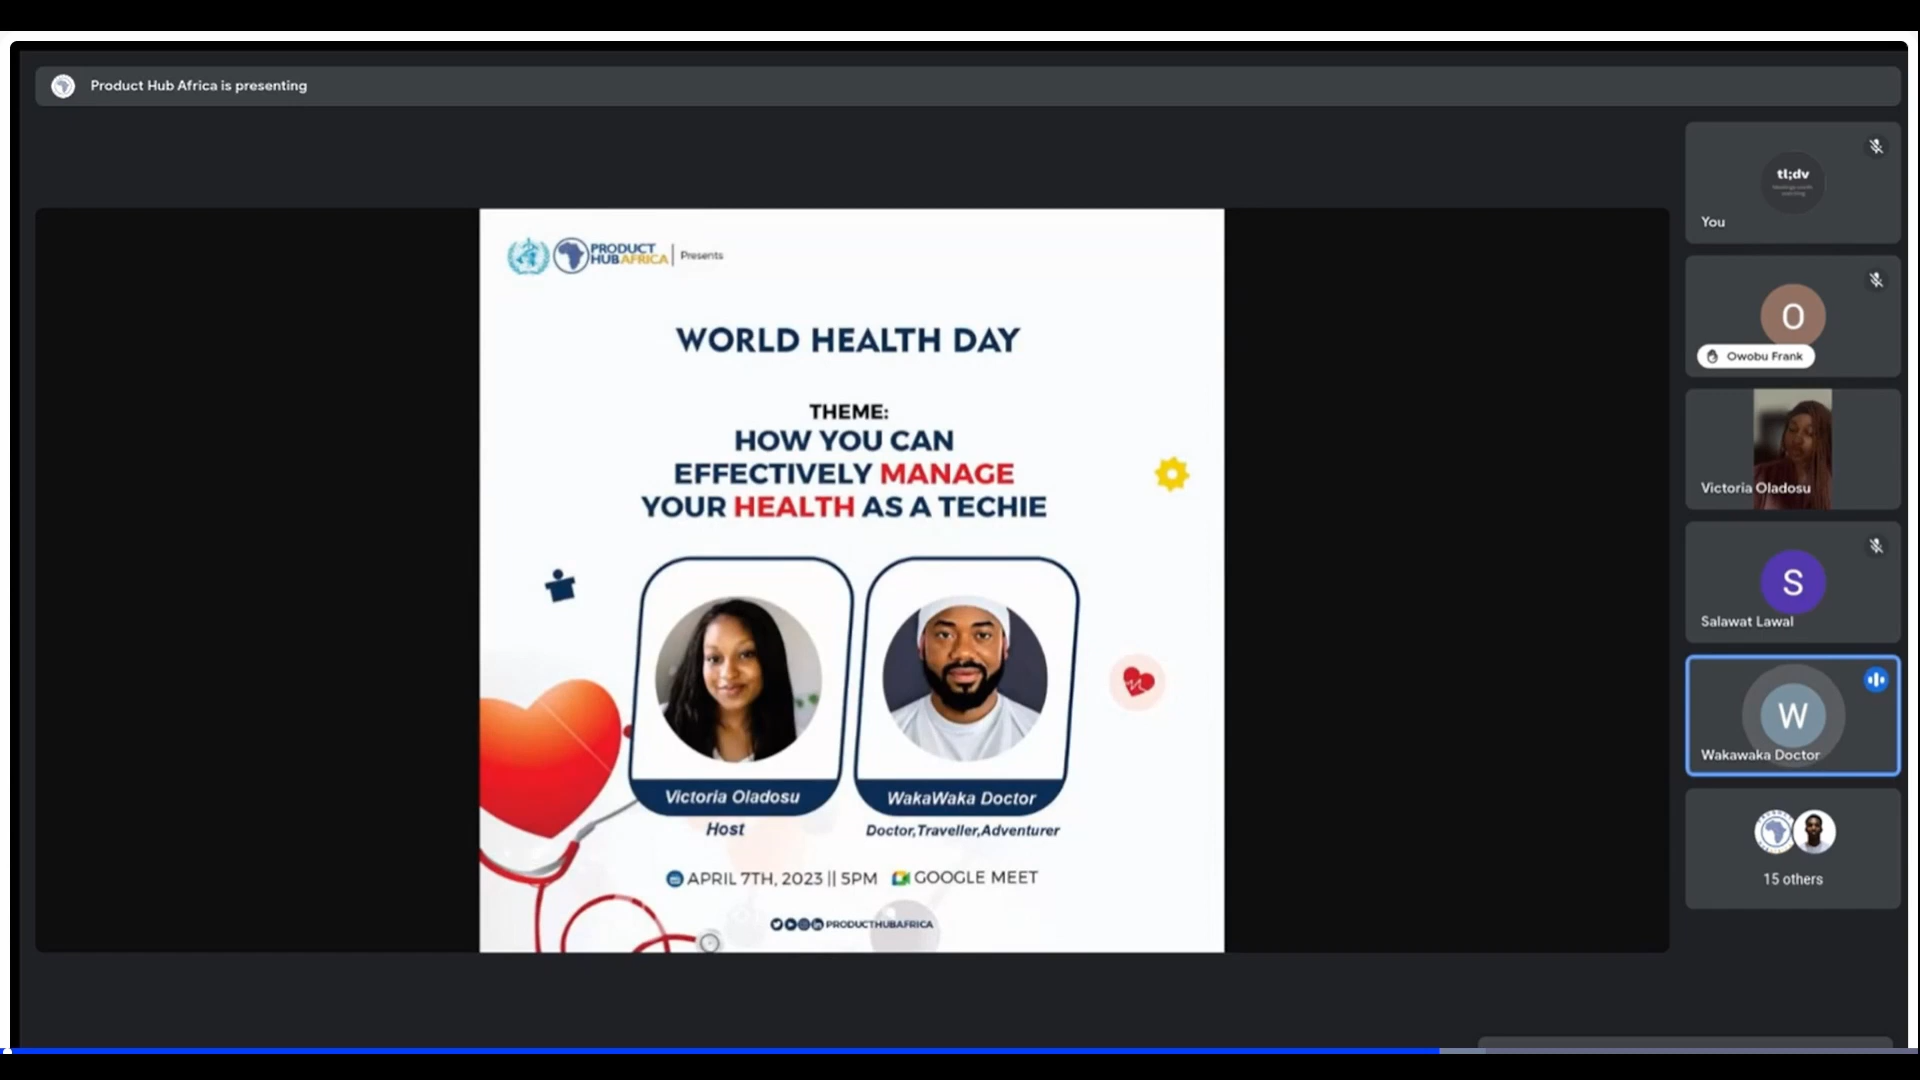 Product Hub Africa is presenting
PRODUCT
HUBAFRICA
Presents
WORLD HEALTH DAY
THEME:
HOW YOU CAN
EFFECTIVELY MANAGE
YOUR HEALTH AS A TECHIE
Victoria Oladosu
Host
WakaWaka Doctor
Doctor,Traveller,Adventurer
APRIL 7TH, 2023 || 5PM
GOOGLE MEET
PRODUCTHUBAFRICA
tl;dv
You
O
Owobu Frank
Victoria Oladosu
S
Salawat Lawal
W
Wakawaka Doctor
15 others